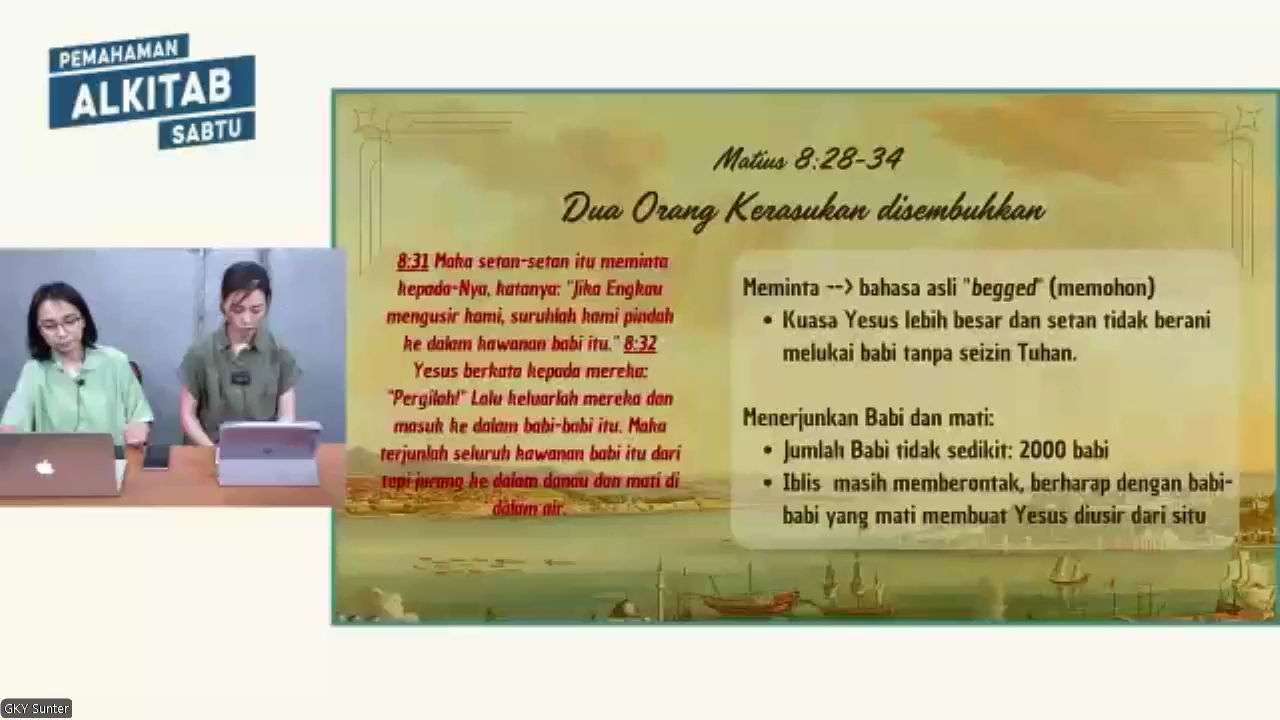 PEMAHAMAN
ALKITAB
SABTU
Matius 8:28-34
Dua Orang Kerasukan disembuhkan
8:31 Maka setan-setan itu meminta
kepada-Nya, katanya: "Jika Engkau
mengusir kami, suruhlah kami pindah
ke dalam kawanan babi itu." 8:32
Yesus berkata kepada mereka:
"Pergilah!" Lalu keluarlah mereka dan
masuk ke dalam babi-babi itu. Maka
terjunlah seluruh kawanan babi itu dari
tepi jurang ke dalam danau dan mati di
dalam air.
Meminta --> bahasa asli "begged" (memohon)
• Kuasa Yesus lebih besar dan setan tidak berani
melukai babi tanpa seizin Tuhan.
Menerjunkan Babi dan mati:
• Jumlah Babi tidak sedikit: 2000 babi
• Iblis masih memberontak, berharap dengan babi-
babi yang mati membuat Yesus diusir dari situ
GKY Sunter